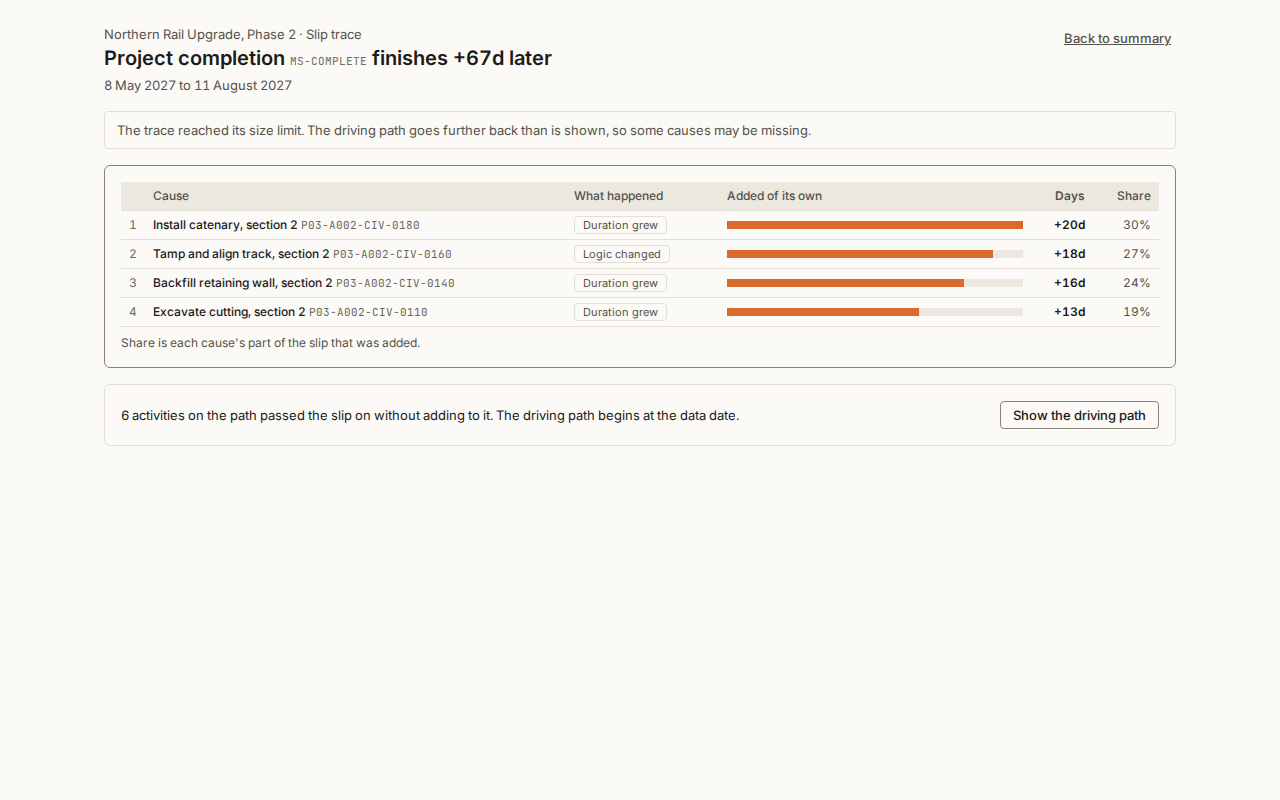 Northern Rail Upgrade, Phase 2 · Slip trace
Back to summary
Project completion MS-COMPLETE finishes +67d later
8 May 2027 to 11 August 2027
The trace reached its size limit. The driving path goes further back than is shown, so some causes may be missing.
Cause What happened Added of its own Days Share
1 Install catenary, section 2 P03-A002-CIV-0180 Duration grew +20d 30%
2 Tamp and align track, section 2 P03-A002-CIV-0160 Logic changed +18d 27%
3 Backfill retaining wall, section 2 P03-A002-CIV-0140 Duration grew +16d 24%
4 Excavate cutting, section 2 P03-A002-CIV-0110 Duration grew +13d 19%
Share is each cause's part of the slip that was added.
6 activities on the path passed the slip on without adding to it. The driving path begins at the data date. Show the driving path